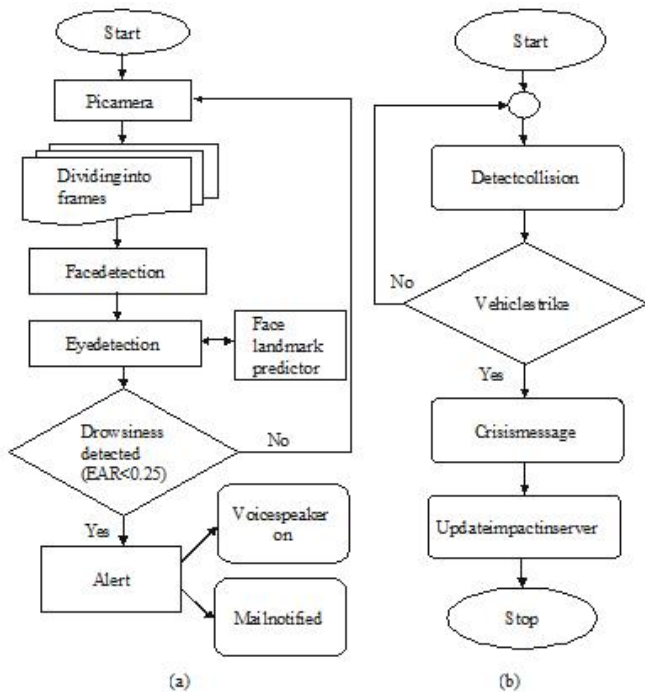 Start
Picamera
Dividinginto
frames
Facedetection
Eyedetection
Face
landmark
predictor
Drowsiness
detected
(EAR<0.25)
No
Yes
Alert
Voicespeaker
on
Mailnotified
(a)
Start
Detectcollision
No
Vehiclestrike
Yes
Crisismessage
Updateimpactinserver
Stop
(b)